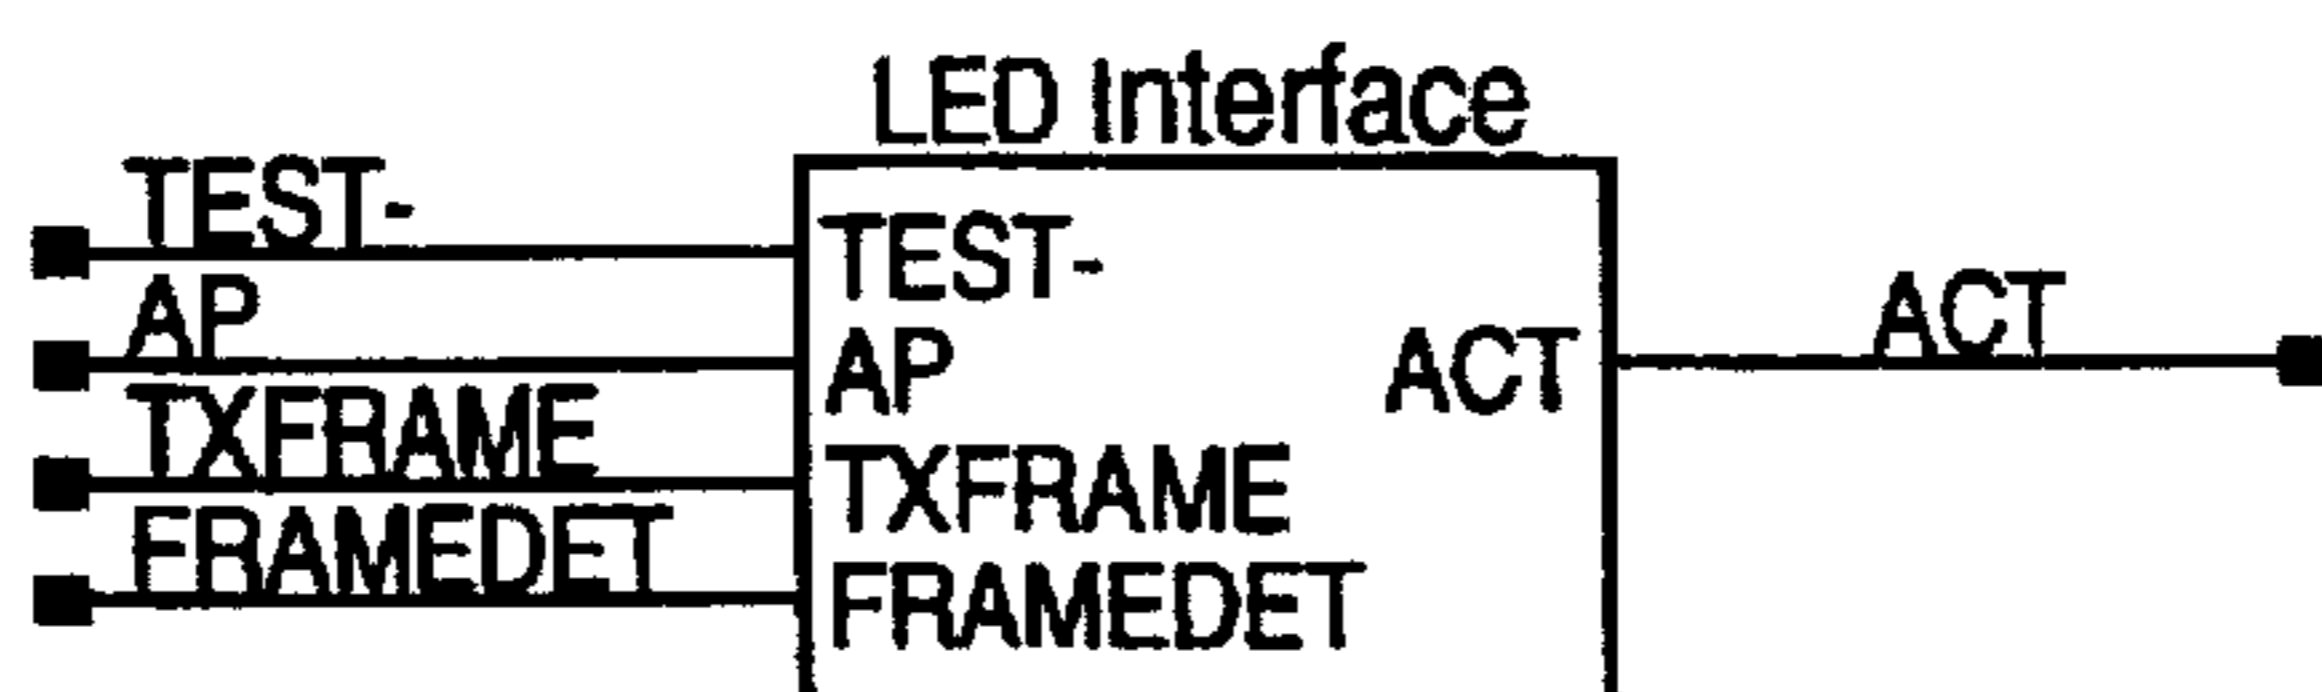 LED Interface
TEST-
TEST-
AP
AP
ACT
ACT
TXFRAME
TXFRAME
FRAMEDET
FRAMEDET